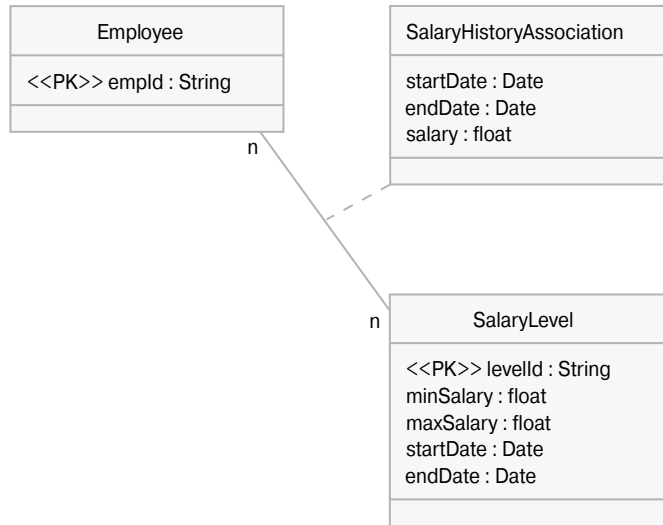 Employee
<<PK>> empId : String
SalaryHistoryAssociation
startDate : Date
endDate : Date
salary : float
n
n
SalaryLevel
<<PK>> levelId : String
minSalary : float
maxSalary : float
startDate : Date
endDate : Date